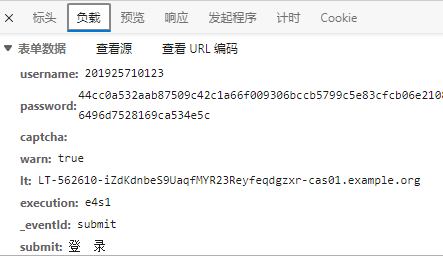 标头 负载 预览 响应 发起程序 计时 Cookie
表单数据 查看源 查看 URL 编码
username: 201925710123
password: 44cc0a532aab87509c42c1a66f009306bccb5799c5e83cfcb06e2108
6496d7528169ca534e5c
captcha:
warn: true
lt: LT-562610-iZdKdnbeS9UaqfMYR23Reyfeqdgzxr-cas01.example.org
execution: e4s1
_eventId: submit
submit: 登 录